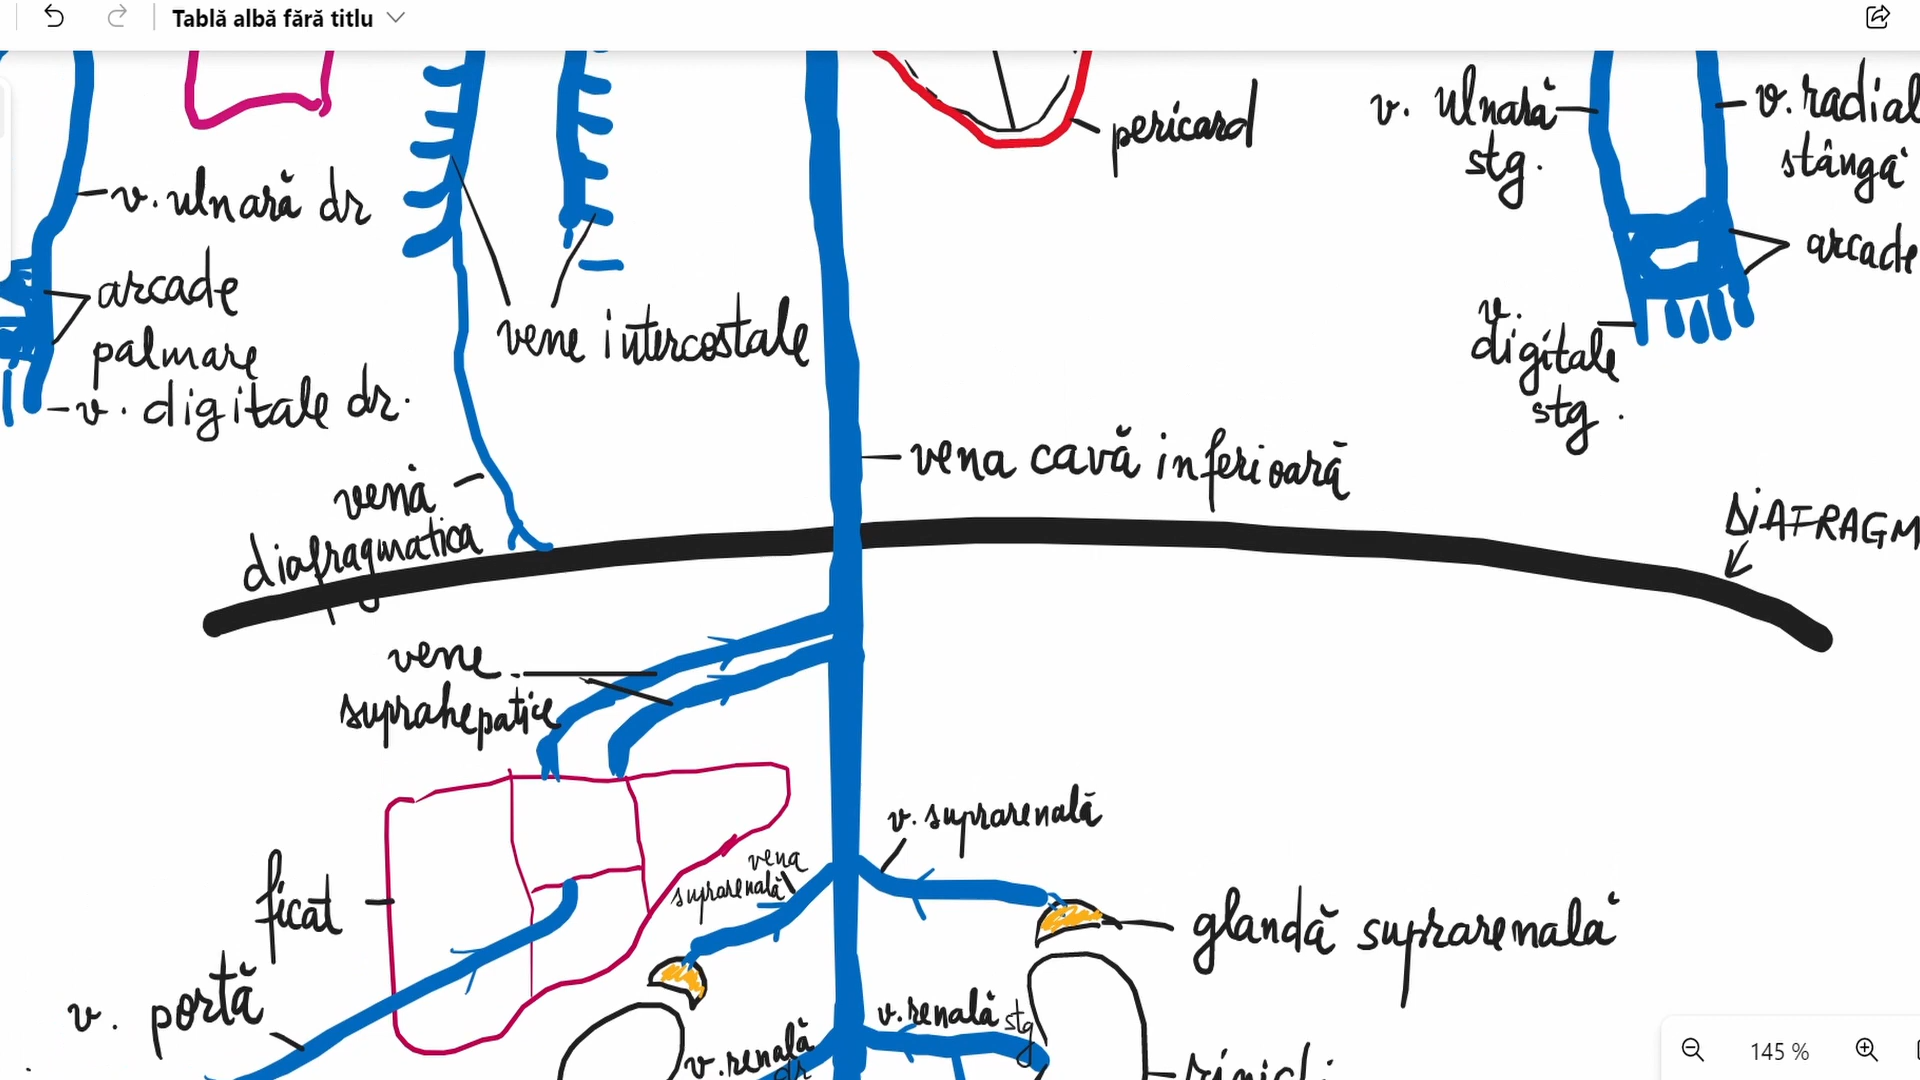 Tablă albă fără titlu
v. ulnară dr
arcade
palmare
v. digitale dr.
vene intercostale
pericard
v. ulnară
stg.
v. radial
stângă
arcade
v.
digitale
stg.
vena cavă inferioară
vena
diafragmatica
DIAFRAGM
vene
suprahepatice
ficat
v. portă
vena
suprarenală
v. suprarenală
glandă suprarenală
v. renală stg
v. renală
dr
rinichi
145 %